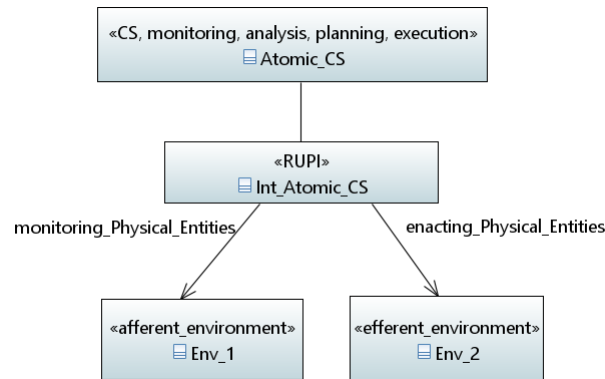 «CS, monitoring, analysis, planning, execution»
Atomic_CS
«RUPI»
Int_Atomic_CS
monitoring_Physical_Entities
enacting_Physical_Entities
«afferent_environment»
Env_1
«efferent_environment»
Env_2